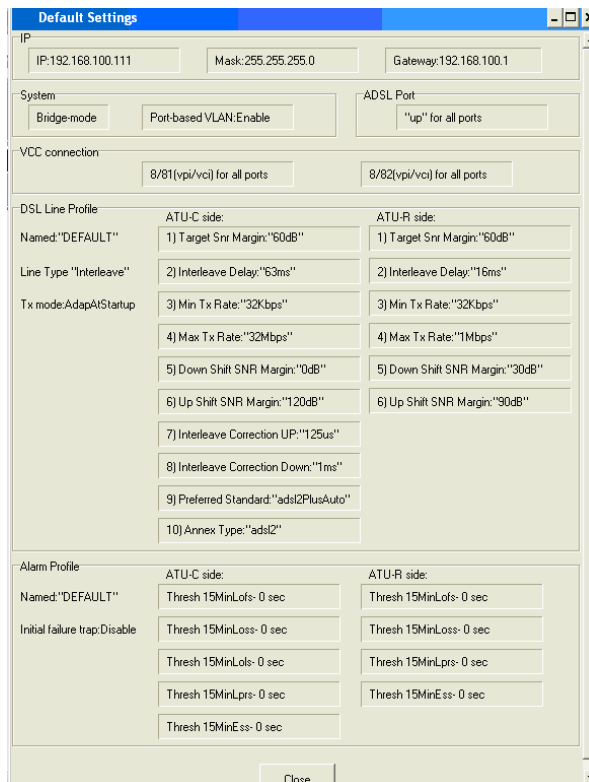 Default Settings
IP
IP:192.168.100.111 Mask:255.255.255.0 Gateway:192.168.100.1
System ADSL Port
Bridge-mode Port-based VLAN:Enable "up" for all ports
VCC connection
8/81(vpi/vci) for all ports 8/82(vpi/vci) for all ports
DSL Line Profile
ATU-C side: ATU-R side:
Named:"DEFAULT" 1) Target Snr Margin:"60dB" 1) Target Snr Margin:"60dB"
Line Type "Interleave" 2) Interleave Delay:"63ms" 2) Interleave Delay:"16ms"
Tx mode:AdapAtStartup 3) Min Tx Rate:"32Kbps" 3) Min Tx Rate:"32Kbps"
4) Max Tx Rate:"32Mbps" 4) Max Tx Rate:"1Mbps"
5) Down Shift SNR Margin:"0dB" 5) Down Shift SNR Margin:"30dB"
6) Up Shift SNR Margin:"120dB" 6) Up Shift SNR Margin:"90dB"
7) Interleave Correction UP:"125us"
8) Interleave Correction Down:"1ms"
9) Preferred Standard:"adsl2PlusAuto"
10) Annex Type:"adsl2"
Alarm Profile
ATU-C side: ATU-R side:
Named:"DEFAULT" Thresh 15MinLofs- 0 sec Thresh 15MinLofs- 0 sec
Initial failure trap:Disable Thresh 15MinLoss- 0 sec Thresh 15MinLoss- 0 sec
Thresh 15MinLols- 0 sec Thresh 15MinLprs- 0 sec
Thresh 15MinLprs- 0 sec Thresh 15MinEss- 0 sec
Thresh 15MinEss- 0 sec
Close